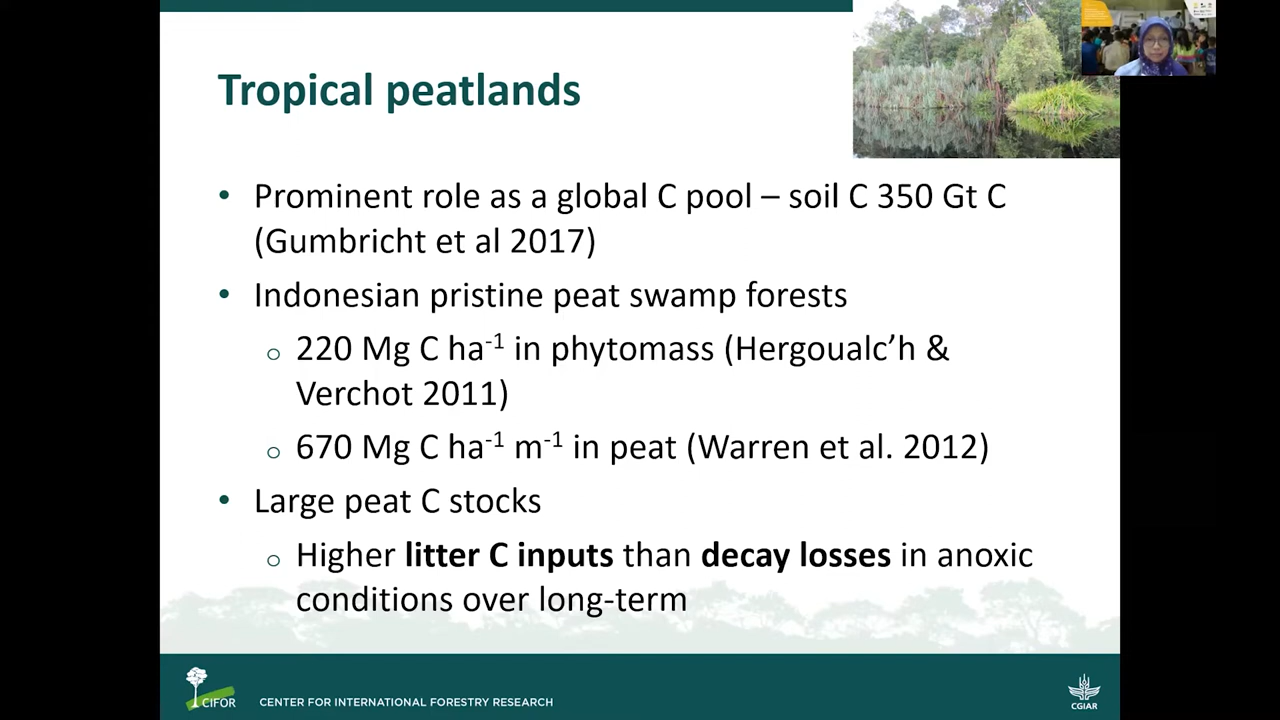 Tropical peatlands
• Prominent role as a global C pool – soil C 350 Gt C
(Gumbricht et al 2017)
• Indonesian pristine peat swamp forests
o 220 Mg C ha⁻¹ in phytomass (Hergoualc’h &
Verchot 2011)
o 670 Mg C ha⁻¹ m⁻¹ in peat (Warren et al. 2012)
• Large peat C stocks
o Higher litter C inputs than decay losses in anoxic
conditions over long-term
CIFOR
CENTER FOR INTERNATIONAL FORESTRY RESEARCH
CGIAR